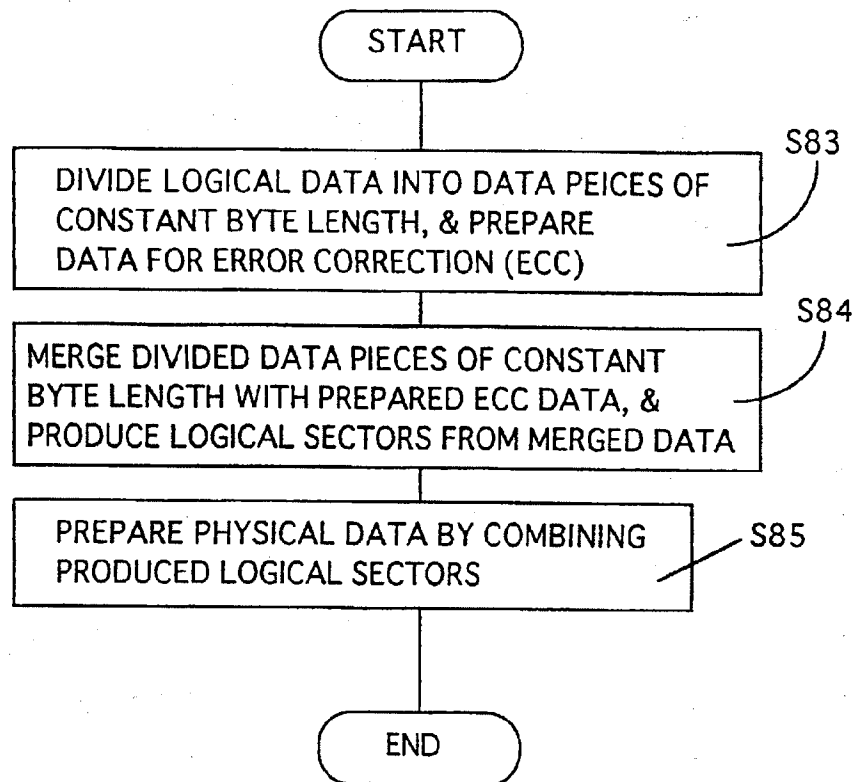 START
S83
DIVIDE LOGICAL DATA INTO DATA PEICES OF
CONSTANT BYTE LENGTH, & PREPARE
DATA FOR ERROR CORRECTION (ECC)
S84
MERGE DIVIDED DATA PIECES OF CONSTANT
BYTE LENGTH WITH PREPARED ECC DATA, &
PRODUCE LOGICAL SECTORS FROM MERGED DATA
PREPARE PHYSICAL DATA BY COMBINING
PRODUCED LOGICAL SECTORS
S85
END